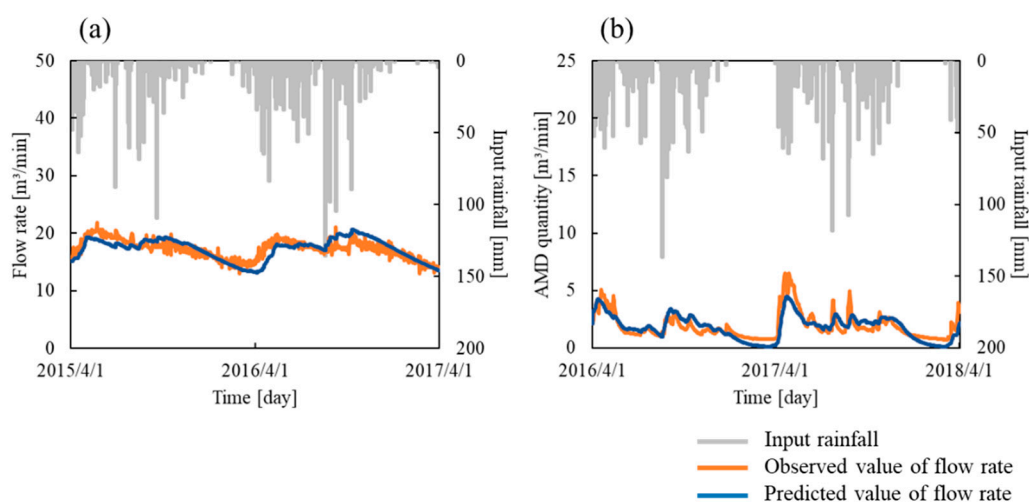 (a)
50
40
30
20
10
0
Flow rate [m³/min]
0
50
100
150
200
Input rainfall [mm]
2015/4/1
2016/4/1
2017/4/1
Time [day]
(b)
25
20
15
10
5
0
AMD quantity [m³/min]
0
50
100
150
200
Input rainfall [mm]
2016/4/1
2017/4/1
2018/4/1
Time [day]
Input rainfall
Observed value of flow rate
Predicted value of flow rate